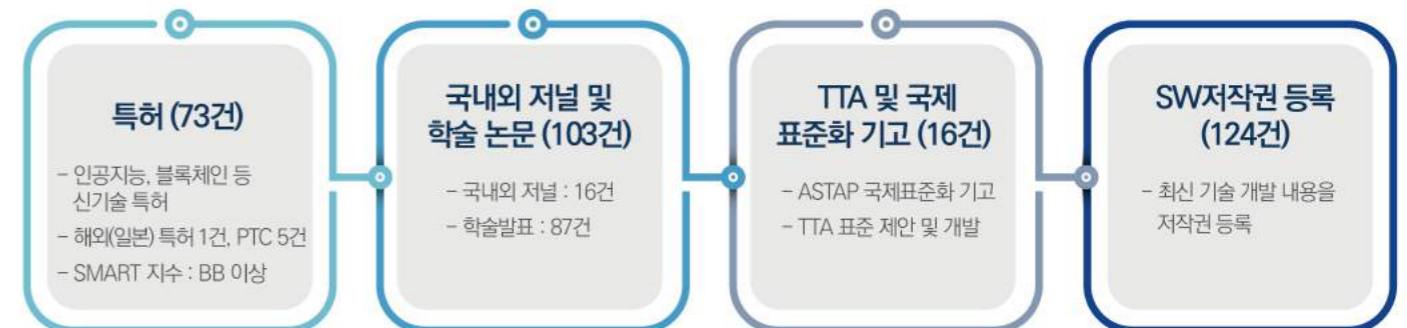 특허 (73건)
- 인공지능, 블록체인 등
신기술 특허
- 해외(일본) 특허 1건, PTC 5건
- SMART 지수 : BB 이상
국내외 저널 및
학술 논문 (103건)
- 국내외 저널 : 16건
- 학술발표 : 87건
TTA 및 국제
표준화 기고 (16건)
- ASTAP 국제표준화 기고
- TTA 표준 제안 및 개발
SW저작권 등록
(124건)
- 최신 기술 개발 내용을
저작권 등록